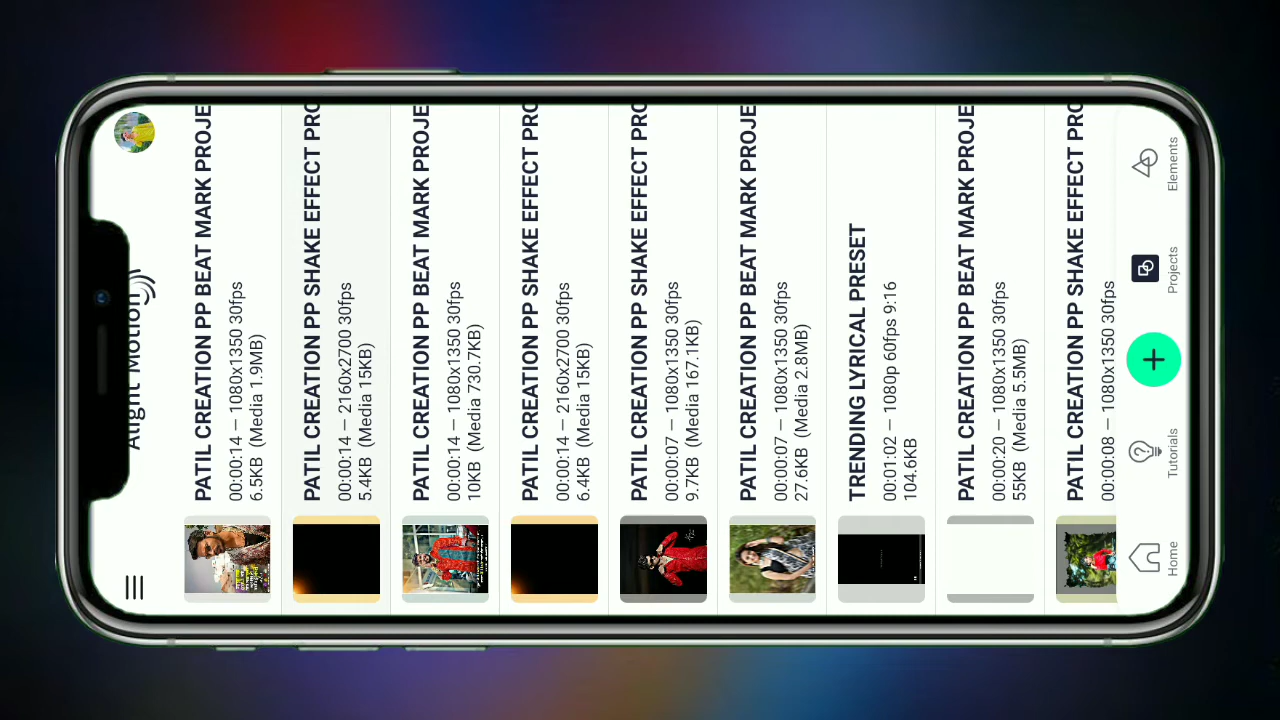 Alight Motion
PATIL CREATION PP BEAT MARK PROJE
00:00:14 — 1080x1350 30fps
6.5KB (Media 1.9MB)
PATIL CREATION PP SHAKE EFFECT PRO
00:00:14 — 2160x2700 30fps
5.4KB (Media 15KB)
PATIL CREATION PP BEAT MARK PROJE
00:00:14 — 1080x1350 30fps
10KB (Media 730.7KB)
PATIL CREATION PP SHAKE EFFECT PRO
00:00:14 — 2160x2700 30fps
6.4KB (Media 15KB)
PATIL CREATION PP SHAKE EFFECT PRO
00:00:07 — 1080x1350 30fps
9.7KB (Media 167.1KB)
PATIL CREATION PP BEAT MARK PROJE
00:00:07 — 1080x1350 30fps
27.6KB (Media 2.8MB)
TRENDING LYRICAL PRESET
00:01:02 — 1080p 60fps 9:16
104.6KB
PATIL CREATION PP BEAT MARK PROJE
00:00:20 — 1080x1350 30fps
55KB (Media 5.5MB)
PATIL CREATION PP SHAKE EFFECT PRO
00:00:08 — 1080x1350 30fps
Home
Tutorials
Projects
Elements